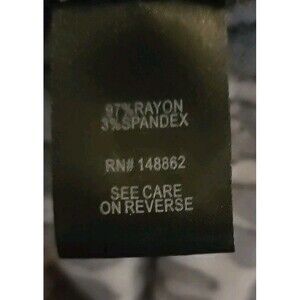 97% RAYON
3% SPANDEX
RN# 148862
SEE CARE
ON REVERSE